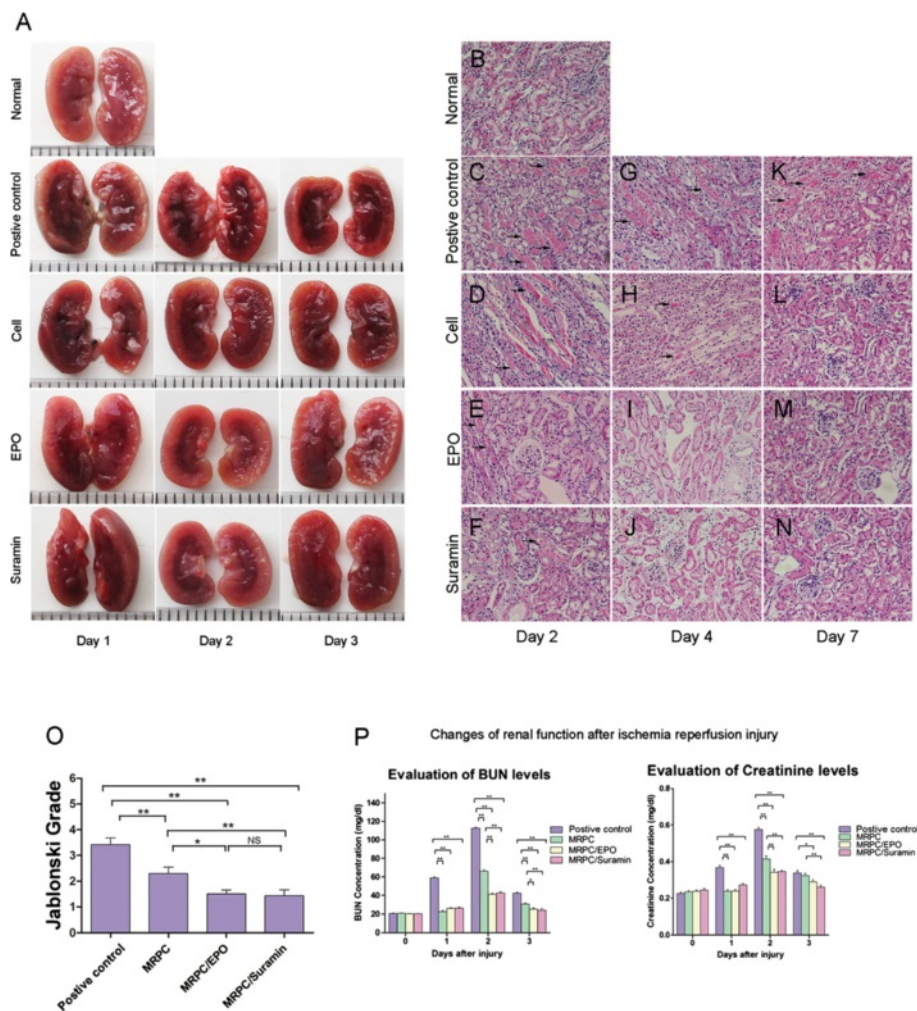 A
Normal
Postive control
Cell
EPO
Suramin
Day 1
Day 2
Day 3
B
C
G
K
D
H
L
E
I
M
F
J
N
Normal
Postive control
Cell
EPO
Suramin
Day 2
Day 4
Day 7
O
Jablonski Grade
6
5
4
3
2
1
0
**
**
**
**
*
NS
Postive control
MRPC
MRPC/EPO
MRPC/Suramin
P
Changes of renal function after ischemia reperfusion injury
Evaluation of BUN levels
BUN Concentration (mg/dl)
140
120
100
80
60
40
20
0
0
1
2
3
Days after injury
Postive control
MRPC
MRPC/EPO
MRPC/Suramin
Evaluation of Creatinine levels
Creatinine Concentration (mg/dl)
0.8
0.6
0.4
0.2
0.0
0
1
2
3
Days after injury
Postive control
MRPC
MRPC/EPO
MRPC/Suramin